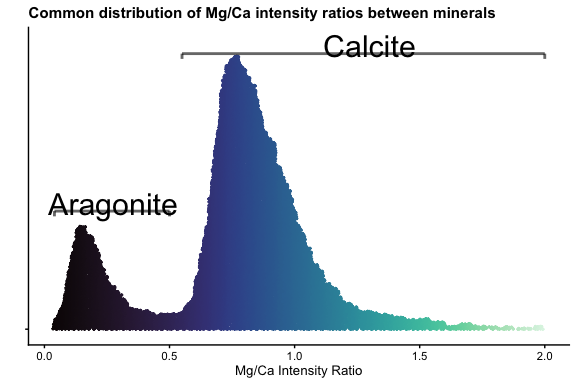 Common distribution of Mg/Ca intensity ratios between minerals
Calcite
Aragonite
0.0 0.5 1.0 1.5 2.0
Mg/Ca Intensity Ratio